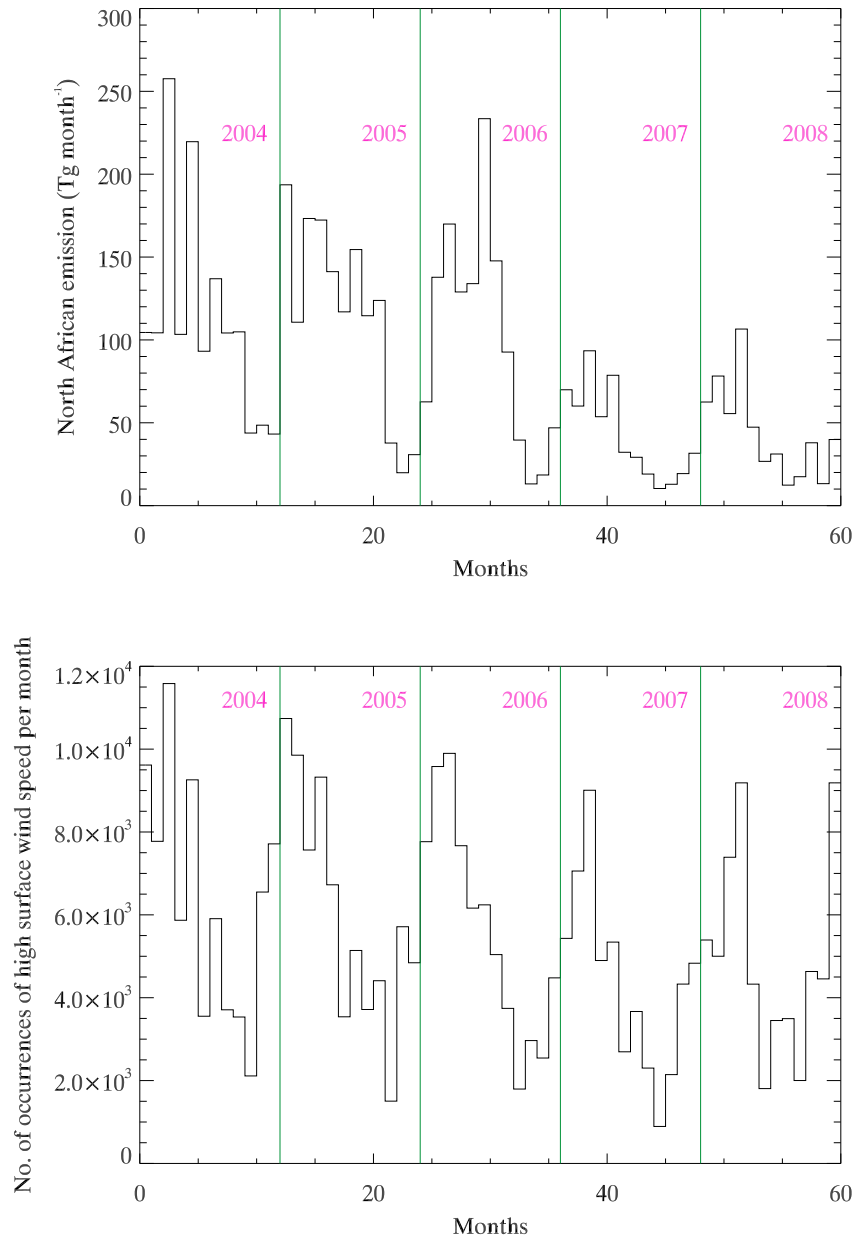 300
250
200
150
100
50
0
North African emission (Tg month⁻¹)
2004 2005 2006 2007 2008
0 20 40 60
Months
1.2×10⁴
1.0×10⁴
8.0×10³
6.0×10³
4.0×10³
2.0×10³
0
No. of occurrences of high surface wind speed per month
2004 2005 2006 2007 2008
0 20 40 60
Months